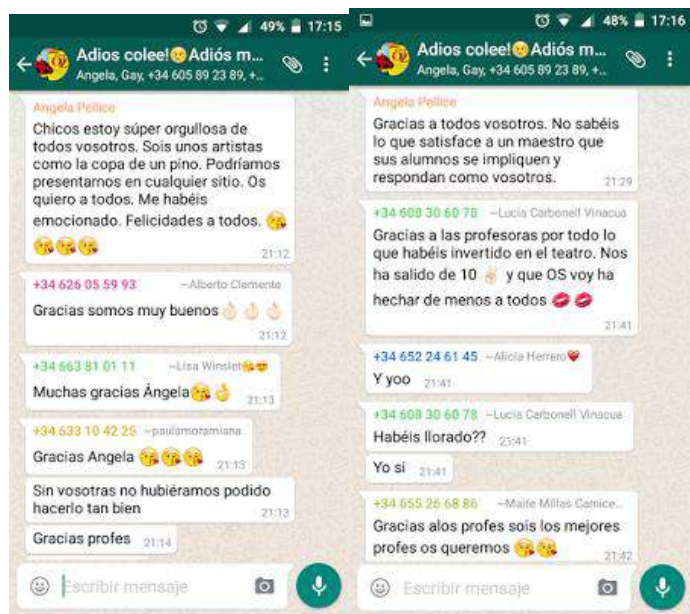 49% 17:15
Adios colee!Adiós m...
Angela, Gay, +34 605 89 23 89, +..
Angela Pellice
Chicos estoy súper orgullosa de
todos vosotros. Sois unos artistas
como la copa de un pino. Podríamos
presentarnos en cualquier sitio. Os
quiero a todos. Me habéis
emocionado. Felicidades a todos.
21:12
+34 626 05 59 93 ~Alberto Clemente
Gracias somos muy buenos
21:12
+34 663 81 01 11 ~Lisa Winslet
Muchas gracias Ángela 21:13
+34 633 10 42 25 ~paulamoramiana
Gracias Angela 21:13
Sin vosotras no hubiéramos podido
hacerlo tan bien 21:13
Gracias profes 21:14
Escribir mensaje
48% 17:16
Adios colee!Adiós m...
Angela, Gay, +34 605 89 23 89, +..
Angela Pellice
Gracias a todos vosotros. No sabéis
lo que satisface a un maestro que
sus alumnos se impliquen y
respondan como vosotros. 21:29
+34 608 30 60 78 ~Lucia Carbonell Vinacua
Gracias a las profesoras por todo lo
que habéis invertido en el teatro. Nos
ha salido de 10 y que OS voy ha
hechar de menos a todos
21:41
+34 652 24 61 45 ~Alicia Herrero
Y yoo 21:41
+34 608 30 60 78 ~Lucia Carbonell Vinacua
Habéis llorado?? 21:41
Yo si 21:41
+34 655 26 68 86 ~Maite Millas Camice...
Gracias alos profes sois los mejores
profes os queremos 21:42
Escribir mensaje